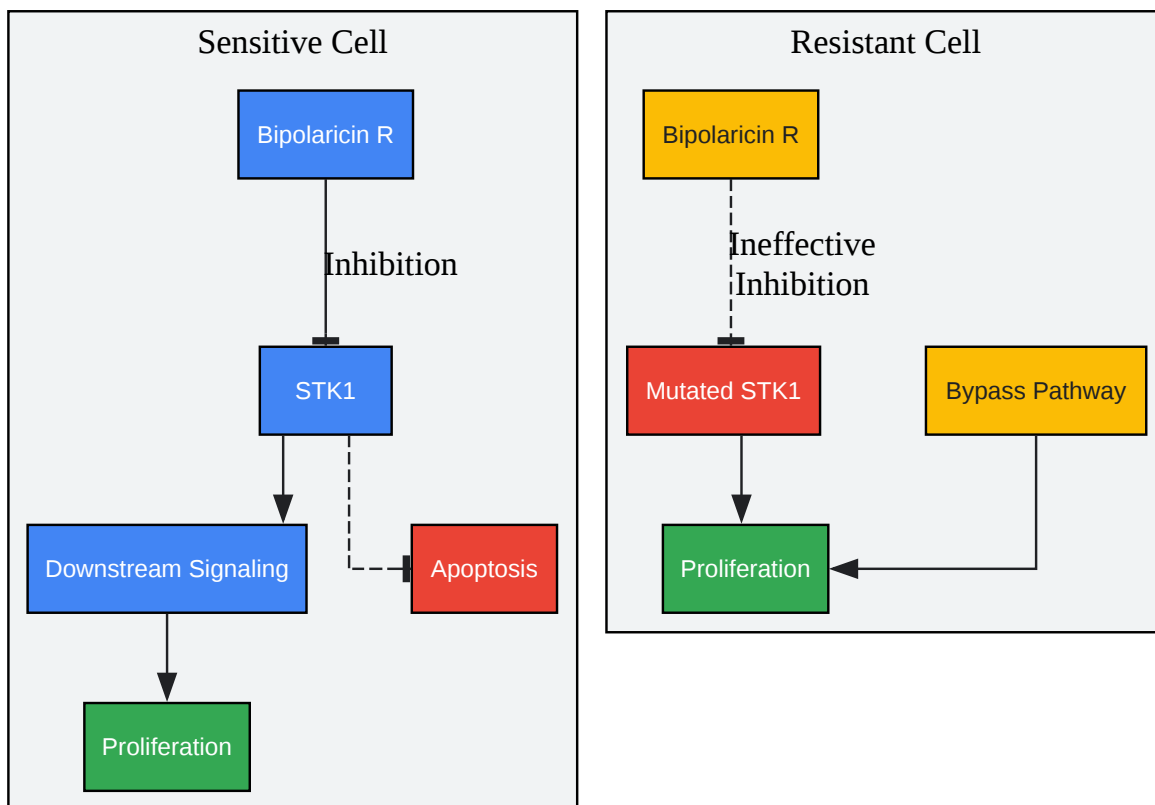 Sensitive Cell
Bipolaricin R
Inhibition
STK1
Downstream Signaling
Apoptosis
Proliferation
Resistant Cell
Bipolaricin R
Ineffective
Inhibition
Mutated STK1
Bypass Pathway
Proliferation